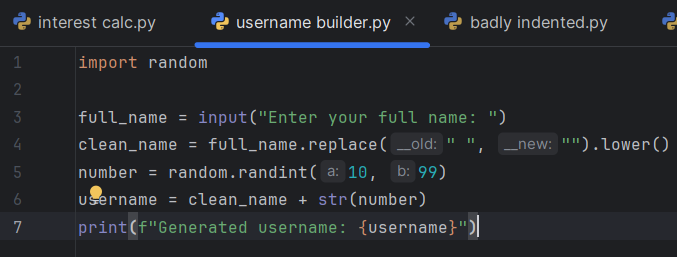 interest calc.py username builder.py × badly indented.py
1 import random
2
3 full_name = input("Enter your full name: ")
4 clean_name = full_name.replace(__old: " ", __new: "").lower()
5 number = random.randint(a: 10, b: 99)
6 username = clean_name + str(number)
7 print(f"Generated username: {username}")